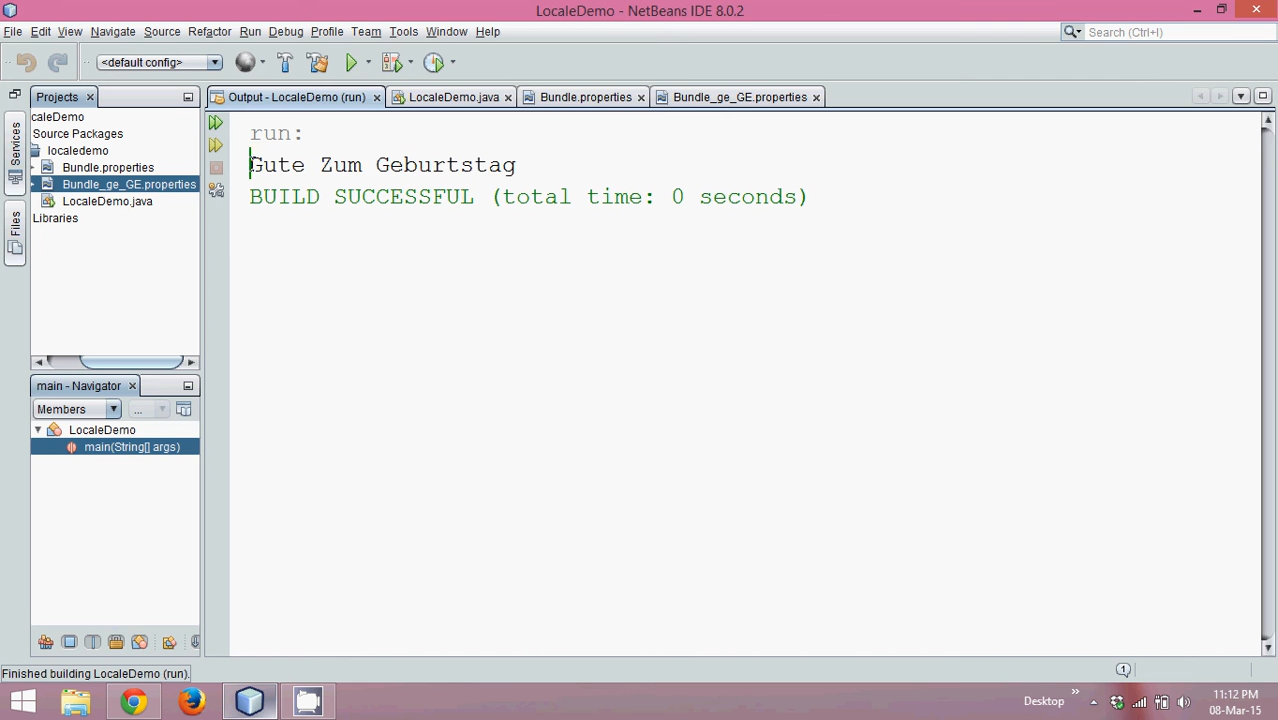 LocaleDemo - NetBeans IDE 8.0.2
File Edit View Navigate Source Refactor Run Debug Profile Team Tools Window Help
Search (Ctrl+I)
<default config>
Projects
Output - LocaleDemo (run)
LocaleDemo.java
Bundle.properties
Bundle_ge_GE.properties
Services
Files
caleDemo
Source Packages
localedemo
Bundle.properties
Bundle_ge_GE.properties
LocaleDemo.java
Libraries
run:
Gute Zum Geburtstag
BUILD SUCCESSFUL (total time: 0 seconds)
main - Navigator
Members
...
LocaleDemo
main(String[] args)
Finished building LocaleDemo (run).
1
Desktop
11:12 PM
08-Mar-15